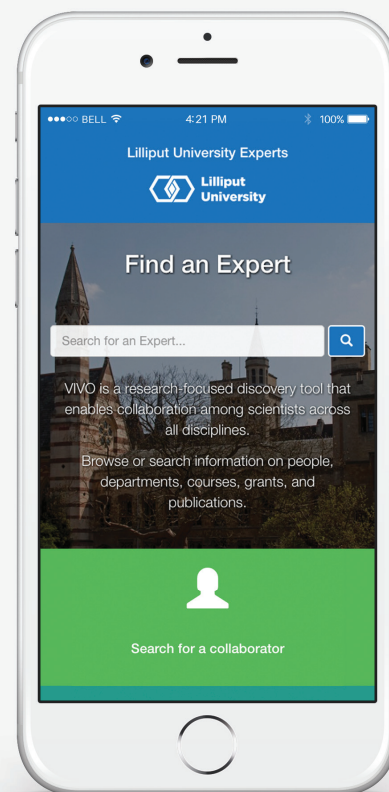 BELL 4:21 PM 100%
Lilliput University Experts
Lilliput
University
Find an Expert
Search for an Expert...
VIVO is a research-focused discovery tool that
enables collaboration among scientists across
all disciplines.
Browse or search information on people,
departments, courses, grants, and
publications.
Search for a collaborator